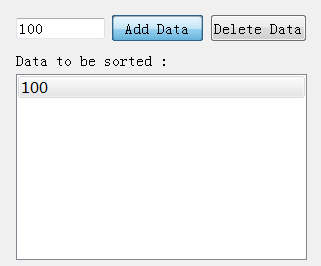 100 Add Data Delete Data
Data to be sorted :
100